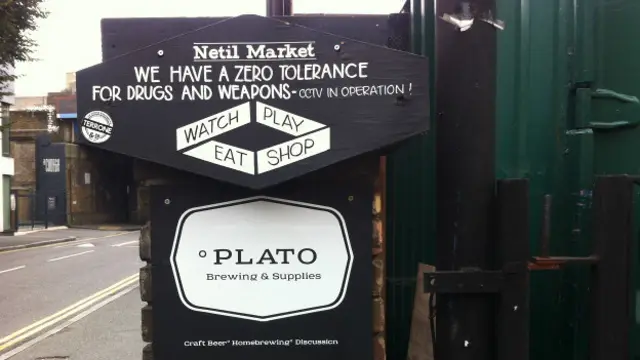 Netil Market
WE HAVE A ZERO TOLERANCE
FOR DRUGS AND WEAPONS - CCTV IN OPERATION !
TERRONE
WATCH PLAY
EAT SHOP
° PLATO
Brewing & Supplies
Craft Beer° Homebrewing° Discussion